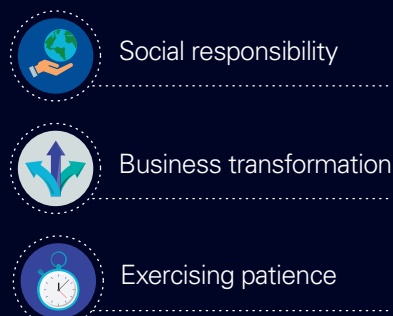 Social responsibility
Business transformation
Exercising patience